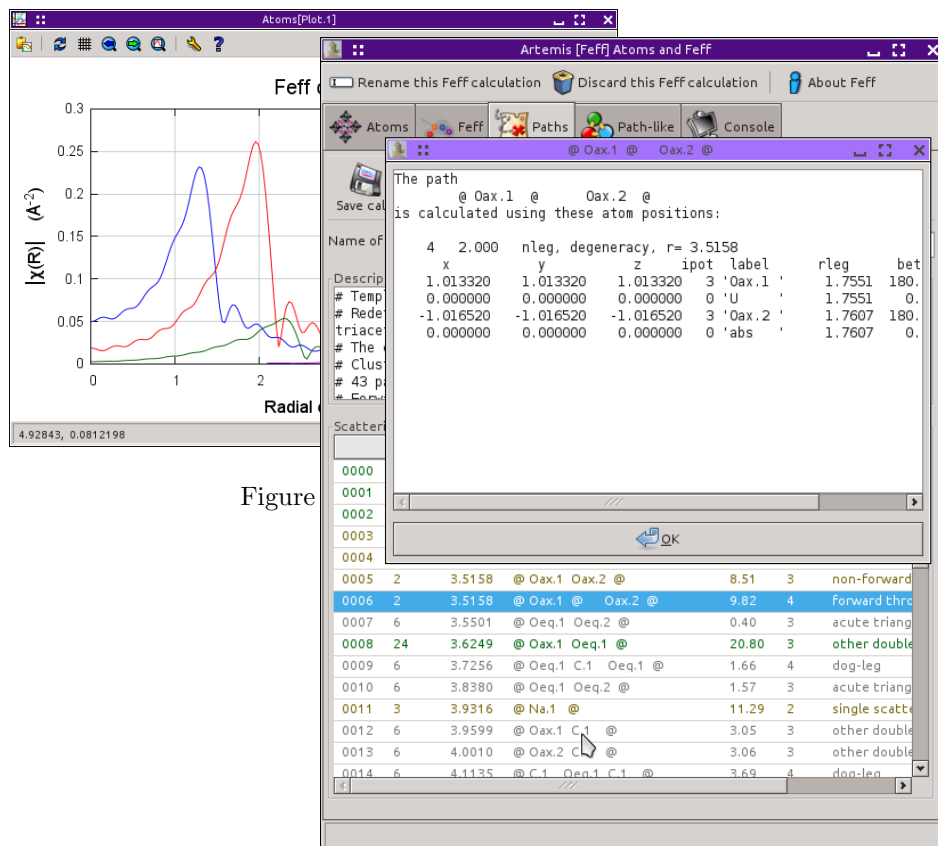 Atoms[Plot.1]
Feff
0.3
0.25
0.2
0.15
0.1
0.05
0
|χ(R)| (A-2)
0 1 2
Radial
4.92843, 0.0812198
Figure
Artemis [Feff] Atoms and Feff
Rename this Feff calculation Discard this Feff calculation About Feff
Atoms Feff Paths Path-like Console
Save cal
Name of
Descrip
# Temp
# Rede
triace
# The
# Clus
# 43 pa
# Forw
Scatteri
@ Oax.1 @ Oax.2 @
The path
@ Oax.1 @ Oax.2 @
is calculated using these atom positions:
4 2.000 nleg, degeneracy, r= 3.5158
x y z ipot label rleg bet
1.013320 1.013320 1.013320 3 'Oax.1 ' 1.7551 180.
0.000000 0.000000 0.000000 0 'U ' 1.7551 0.
-1.016520 -1.016520 -1.016520 3 'Oax.2 ' 1.7607 180.
0.000000 0.000000 0.000000 0 'abs ' 1.7607 0.
OK
0000
0001
0002
0003
0004
0005 2 3.5158 @ Oax.1 Oax.2 @ 8.51 3 non-forward
0006 2 3.5158 @ Oax.1 @ Oax.2 @ 9.82 4 forward thro
0007 6 3.5501 @ Oeq.1 Oeq.2 @ 0.40 3 acute triang
0008 24 3.6249 @ Oax.1 Oeq.1 @ 20.80 3 other double
0009 6 3.7256 @ Oeq.1 C.1 Oeq.1 @ 1.66 4 dog-leg
0010 6 3.8380 @ Oeq.1 Oeq.2 @ 1.57 3 acute triang
0011 3 3.9316 @ Na.1 @ 11.29 2 single scatte
0012 6 3.9599 @ Oax.1 C.1 @ 3.05 3 other double
0013 6 4.0010 @ Oax.2 C @ 3.06 3 other double
0014 6 4.1135 @ C.1 Oeq.1 C.1 @ 3.69 4 dog-leg